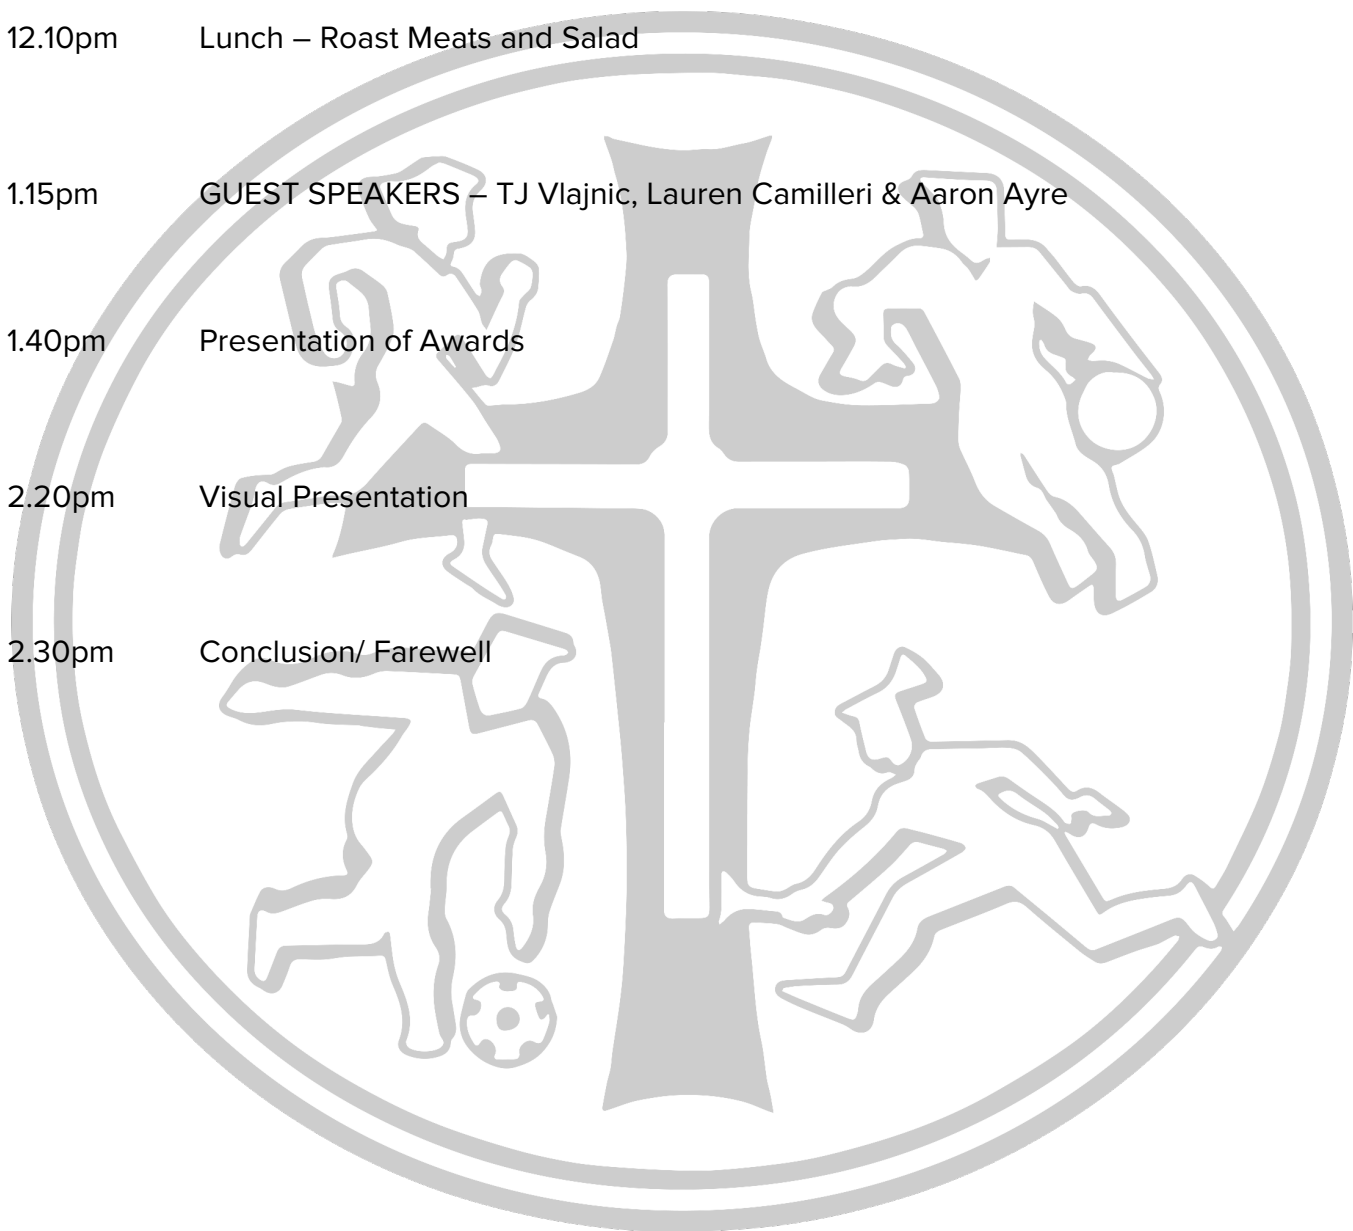 12.10pm Lunch – Roast Meats and Salad
1.15pm GUEST SPEAKERS – TJ Vlajnic, Lauren Camilleri & Aaron Ayre
1.40pm Presentation of Awards
2.20pm Visual Presentation
2.30pm Conclusion/ Farewell